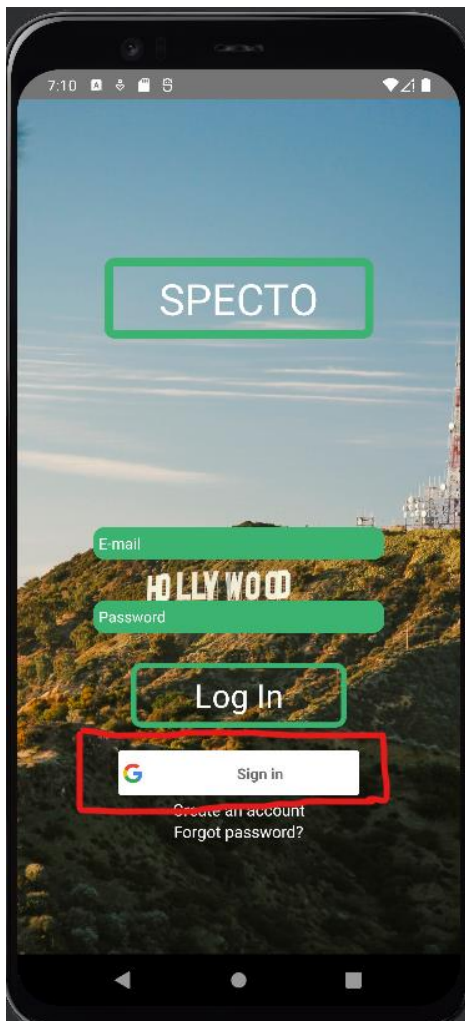 7:10
SPECTO
E-mail
HOLLYWOOD
Password
Log In
G Sign in
Create an account
Forgot password?